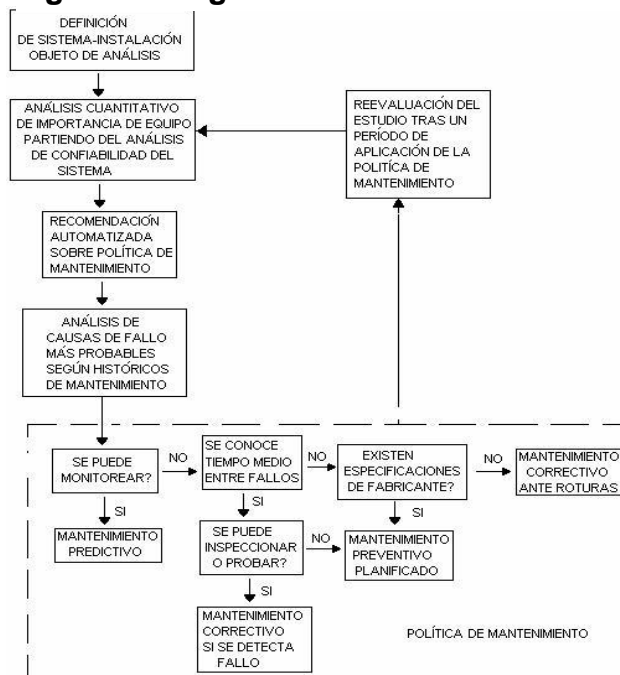 DEFINICIÓN
DE SISTEMA-INSTALACIÓN
OBJETO DE ANÁLISIS
ANÁLISIS CUANTITATIVO
DE IMPORTANCIA DE EQUIPO
PARTIENDO DEL ANÁLISIS
DE CONFIABILIDAD DEL
SISTEMA
REEVALUACIÓN DEL
ESTUDIO TRAS UN
PERÍODO DE
APLICACIÓN DE LA
POLITÍCA DE
MANTENIMIENTO
RECOMENDACIÓN
AUTOMATIZADA
SOBRE POLÍTICA DE
MANTENIMIENTO
ANÁLISIS DE
CAUSAS DE FALLO
MÁS PROBABLES
SEGÚN HISTÓRICOS
DE MANTENIMIENTO
SE PUEDE
MONITOREAR?
NO
SE CONOCE
TIEMPO MEDIO
ENTRE FALLOS
NO
EXISTEN
ESPECIFICACIONES
DE FABRICANTE?
NO
MANTENIMIENTO
CORRECTIVO
ANTE ROTURAS
SI
SI
SI
MANTENIMIENTO
PREDICTIVO
SE PUEDE
INSPECCIONAR
O PROBAR?
NO
MANTENIMIENTO
PREVENTIVO
PLANIFICADO
SI
MANTENIMIENTO
CORRECTIVO
SI SE DETECTA
FALLO
POLÍTICA DE MANTENIMIENTO